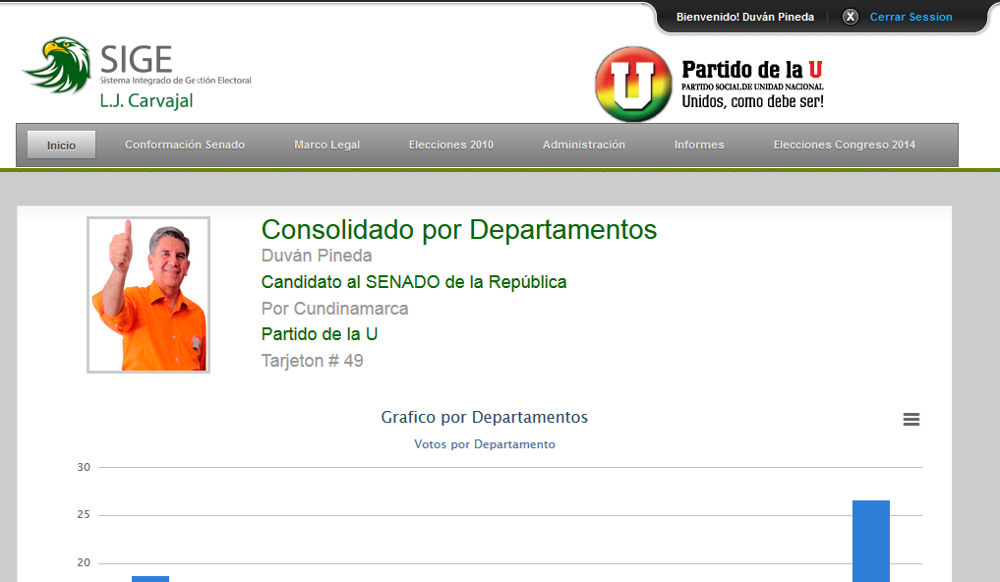 Bienvenido! Duván Pineda | X Cerrar Session
SIGE
Sistema Integrado de Gestión Electoral
L.J. Carvajal
U
Partido de la U
PARTIDO SOCIAL DE UNIDAD NACIONAL
Unidos, como debe ser!
Inicio Conformación Senado Marco Legal Elecciones 2010 Administración Informes Elecciones Congreso 2014
Consolidado por Departamentos
Duván Pineda
Candidato al SENADO de la República
Por Cundinamarca
Partido de la U
Tarjeton # 49
Grafico por Departamentos
Votos por Departamento
30
25
20